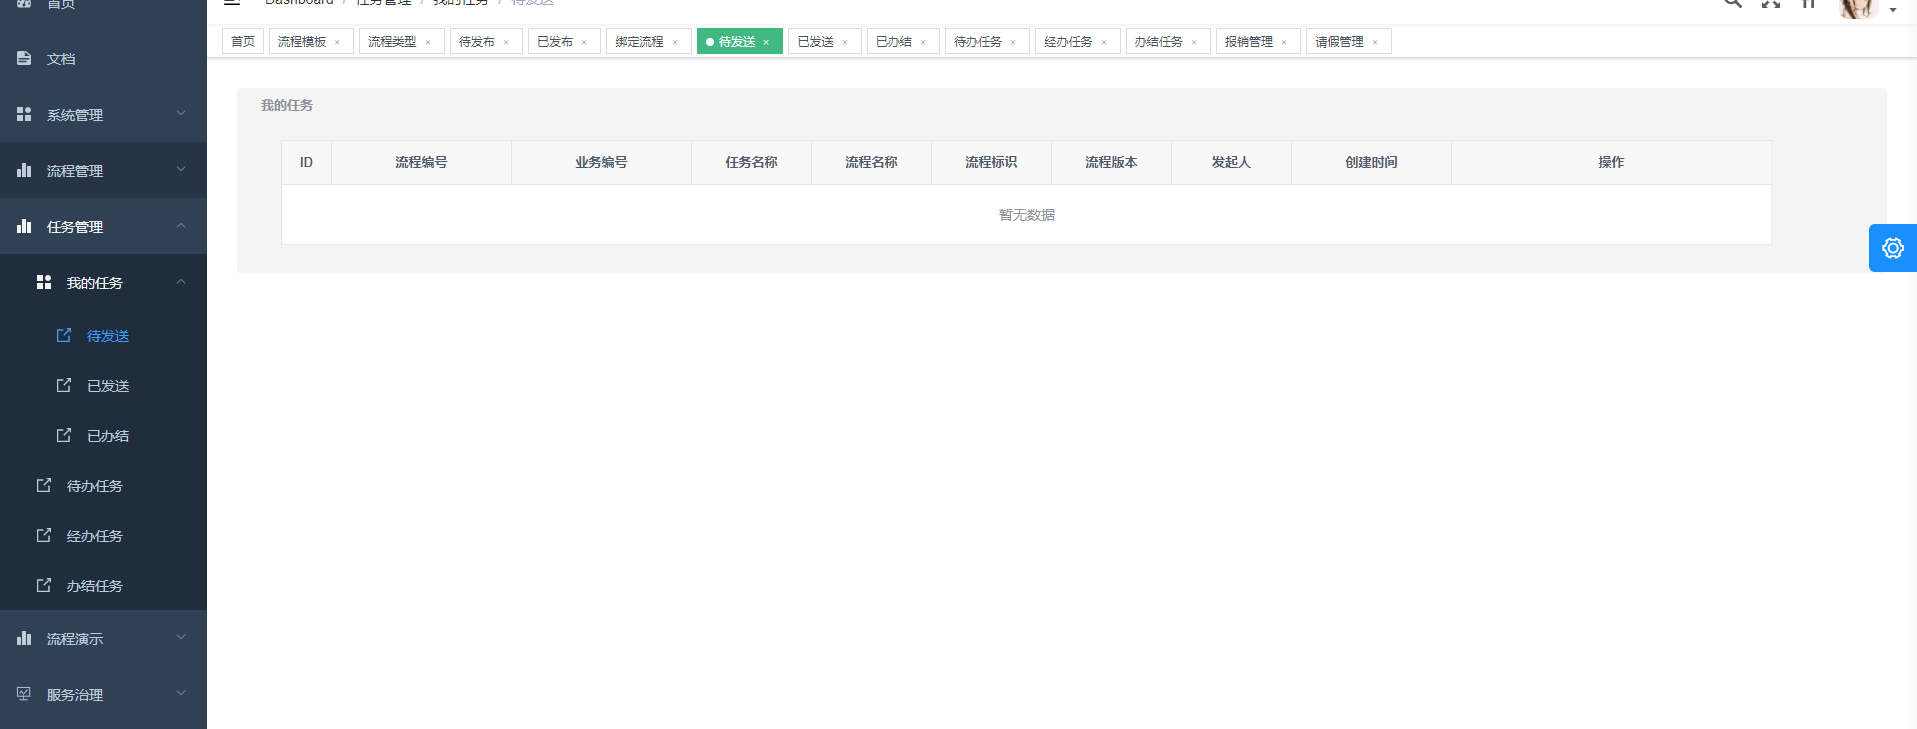 首页
文档
系统管理
流程管理
任务管理
我的任务
待发送
已发送
已办结
待办任务
经办任务
办结任务
流程演示
服务治理
Dashboard / 任务管理 / 我的任务 / 待发送
首页 流程模板 × 流程类型 × 待发布 × 已发布 × 绑定流程 × 待发送 × 已发送 × 已办结 × 待办任务 × 经办任务 × 办结任务 × 报销管理 × 请假管理 ×
我的任务
ID 流程编号 业务编号 任务名称 流程名称 流程标识 流程版本 发起人 创建时间 操作
暂无数据